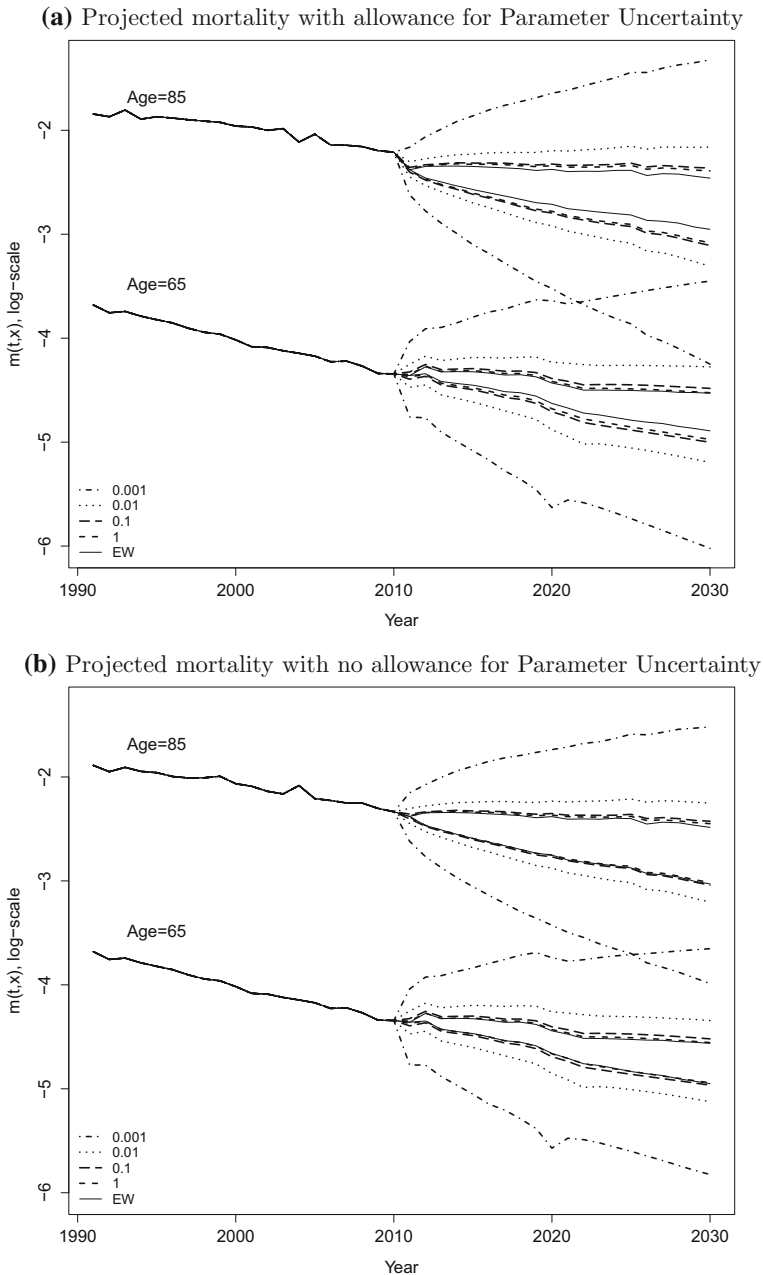 (a) Projected mortality with allowance for Parameter Uncertainty
Age=85
Age=65
m(t,x), log−scale
−2
−3
−4
−5
−6
0.001
0.01
0.1
1
EW
1990
2000
2010
2020
2030
Year
(b) Projected mortality with no allowance for Parameter Uncertainty
Age=85
Age=65
m(t,x), log−scale
−2
−3
−4
−5
−6
0.001
0.01
0.1
1
EW
1990
2000
2010
2020
2030
Year